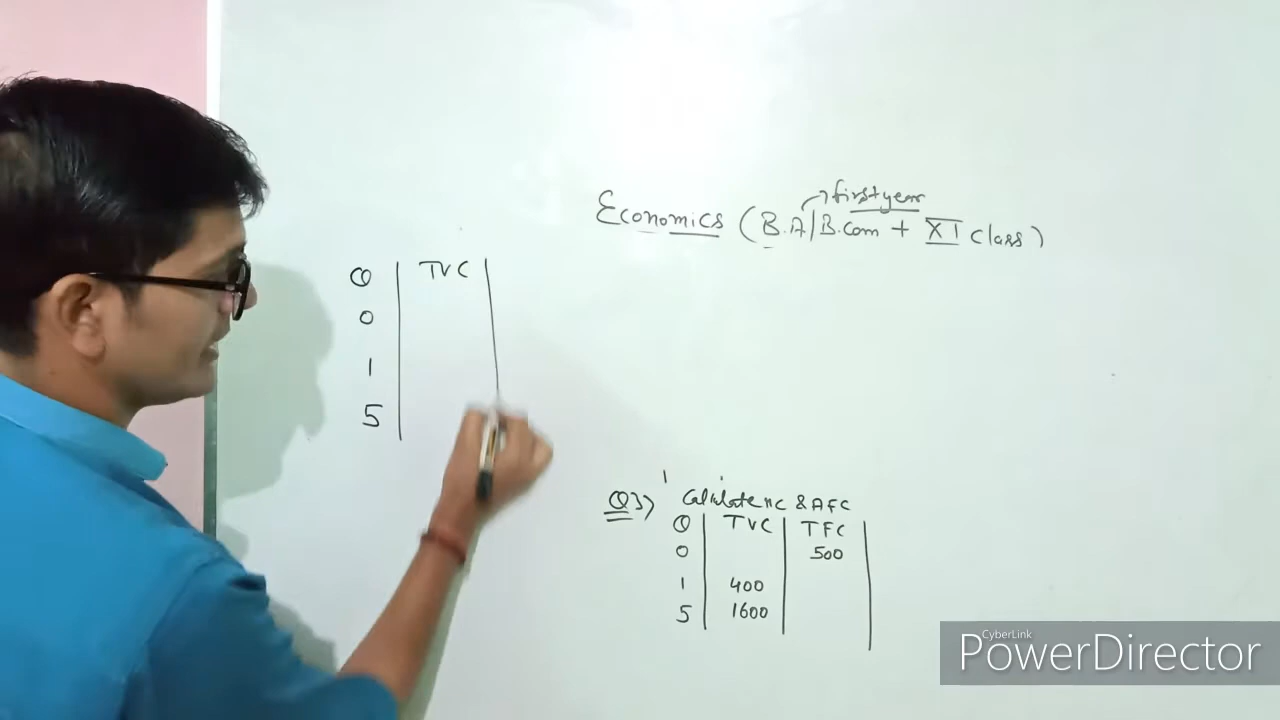 first year
Economics (B.A/B.Com + XI class)
Q | TVC |
0
1
5
Q3) Calculate MC & AFC
Q | TVC | TFC
0 500
1 400
5 1600
CyberLink
PowerDirector